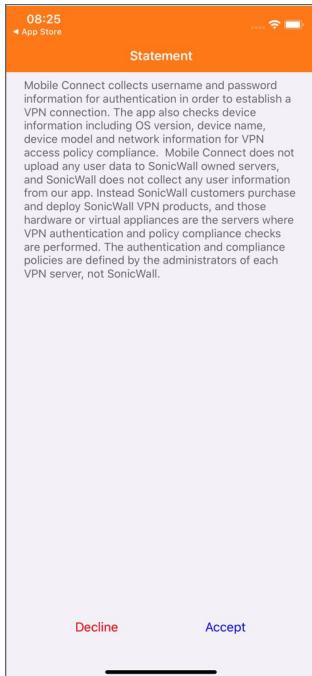 08:25
◀ App Store
Statement
Mobile Connect collects username and password
information for authentication in order to establish a
VPN connection. The app also checks device
information including OS version, device name,
device model and network information for VPN
access policy compliance.  Mobile Connect does not
upload any user data to SonicWall owned servers,
and SonicWall does not collect any user information
from our app. Instead SonicWall customers purchase
and deploy SonicWall VPN products, and those
hardware or virtual appliances are the servers where
VPN authentication and policy compliance checks
are performed. The authentication and compliance
policies are defined by the administrators of each
VPN server, not SonicWall.
Decline Accept